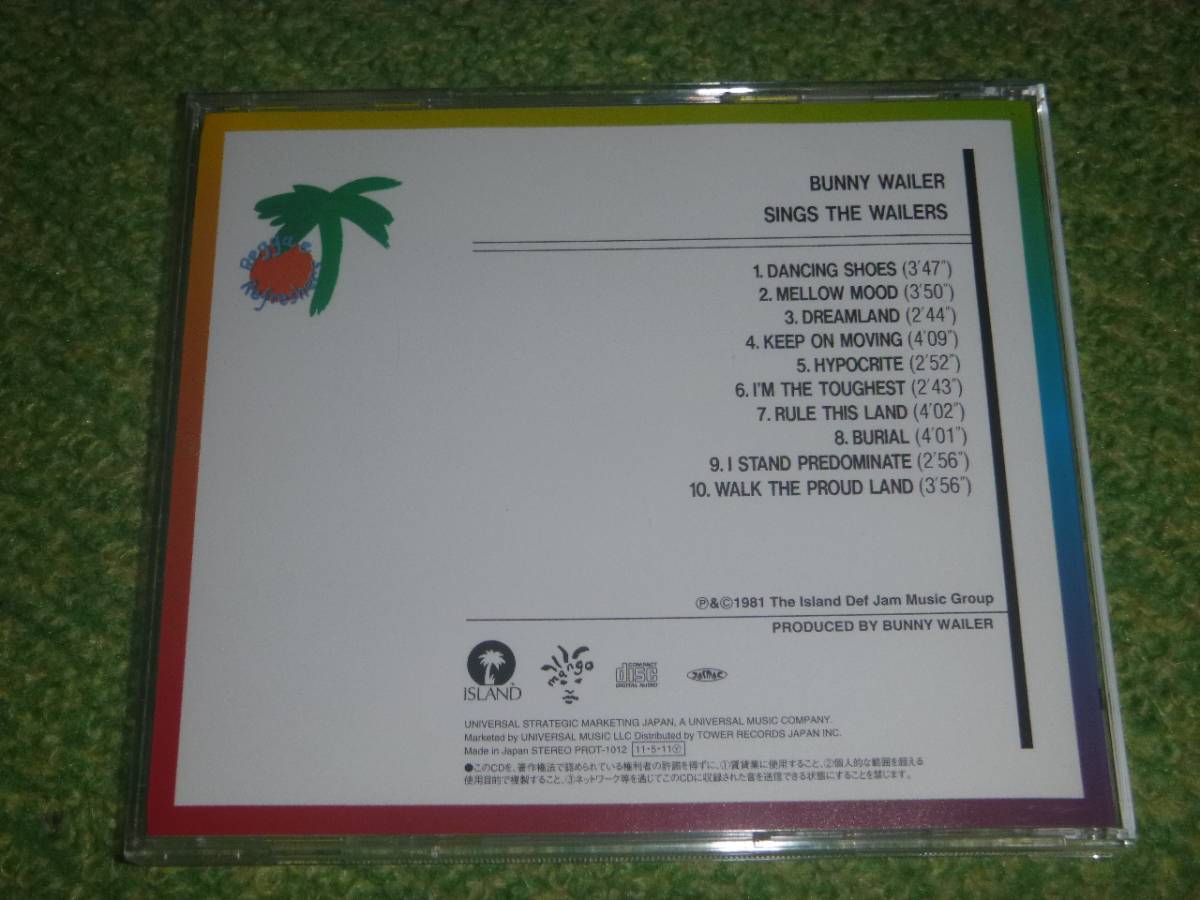 BUNNY WAILER
SINGS THE WAILERS
Reggae
Refreshers
1. DANCING SHOES (3'47")
2. MELLOW MOOD (3'50")
3. DREAMLAND (2'44")
4. KEEP ON MOVING (4'09")
5. HYPOCRITE (2'52")
6. I'M THE TOUGHEST (2'43")
7. RULE THIS LAND (4'02")
8. BURIAL (4'01")
9. I STAND PREDOMINATE (2'56")
10. WALK THE PROUD LAND (3'56")
Ⓟ&©1981 The Island Def Jam Music Group
PRODUCED BY BUNNY WAILER
ISLAND™
mango
COMPACT
disc
DIGITAL AUDIO
UNIVERSAL STRATEGIC MARKETING JAPAN, A UNIVERSAL MUSIC COMPANY.
Marketed by UNIVERSAL MUSIC LLC Distributed by TOWER RECORDS JAPAN INC.
Made in Japan STEREO PROT-1012 11・5・11Ⓨ
●このCDを、著作権法で認められている権利者の許諾を得ずに、①賃貸業に使用すること、②個人的な範囲を超える
使用目的で複製すること、③ネットワーク等を通じてこのCDに収録された音を送信できる状態にすることを禁じます。